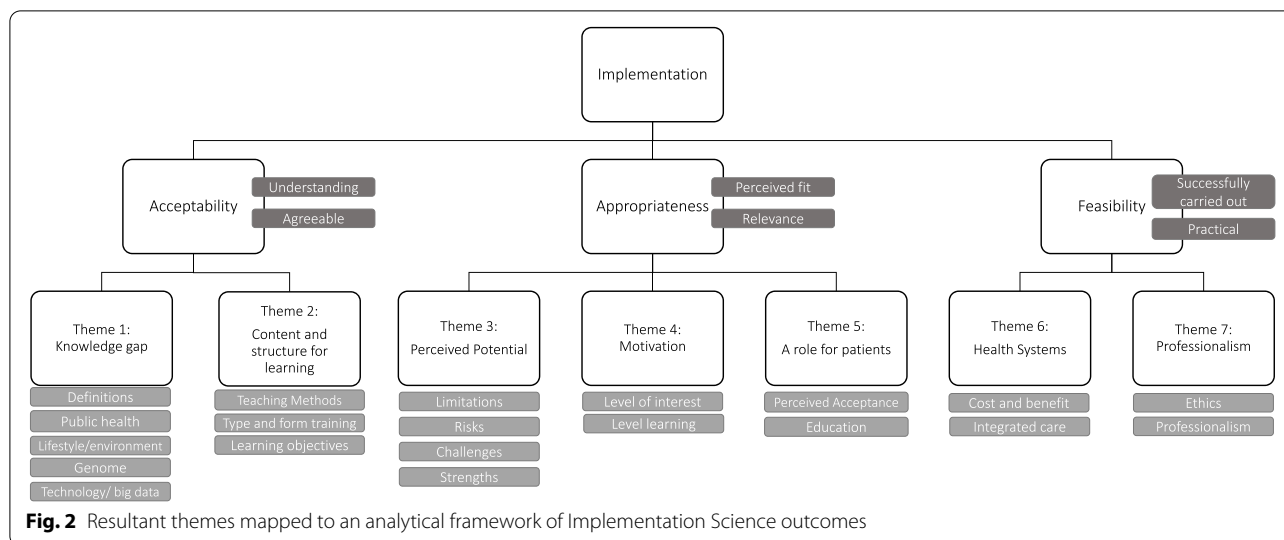 Implementation
Acceptability
Understanding
Agreeable
Appropriateness
Perceived fit
Relevance
Feasibility
Successfully
carried out
Practical
Theme 1:
Knowledge gap
Definitions
Public health
Lifestyle/environment
Genome
Technology/ big data
Theme 2:
Content and
structure for
learning
Teaching Methods
Type and form training
Learning objectives
Theme 3:
Perceived Potential
Limitations
Risks
Challenges
Strengths
Theme 4:
Motivation
Level of interest
Level learning
Theme 5:
A role for patients
Perceived Acceptance
Education
Theme 6:
Health Systems
Cost and benefit
Integrated care
Theme 7:
Professionalism
Ethics
Professionalism
Fig. 2 Resultant themes mapped to an analytical framework of Implementation Science outcomes